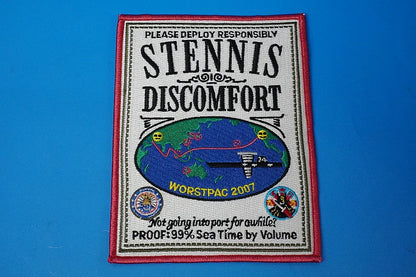 PLEASE DEPLOY RESPONSIBLY
STENNIS
DISCOMFORT
74
WORSTPAC 2007
Not going into port for awhile?
PROOF: 99% Sea Time by Volume